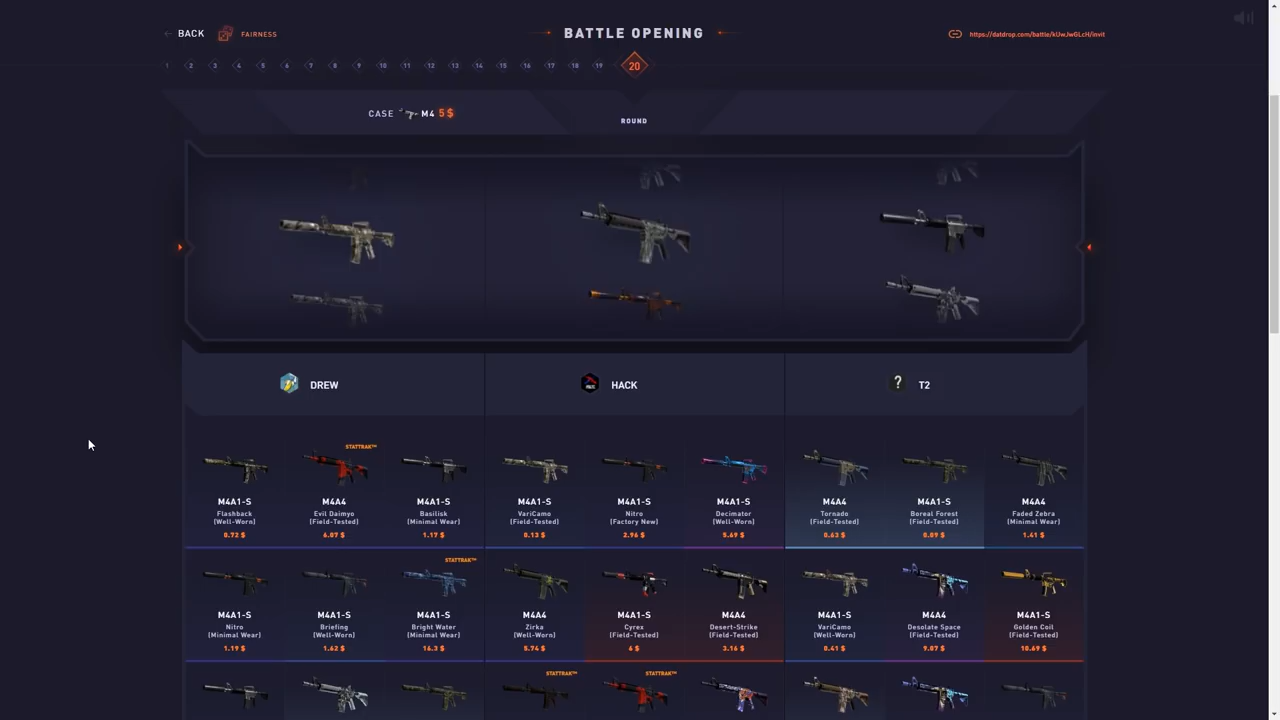 BACK
FAIRNESS
BATTLE OPENING
https://datdrop.com/battle/kUwJwGLcH/invit
1 2 3 4 5 6 7 8 9 10 11 12 13 14 15 16 17 18 19 20
CASE M4 5 $
ROUND
DREW
HACK
T2
STATTRAK™
M4A1-S M4A4 M4A1-S M4A1-S M4A1-S M4A1-S M4A4 M4A1-S M4A4
Flashback Evil Daimyo Basilisk VariCamo Nitro Decimator Tornado Boreal Forest Faded Zebra
(Well-Worn) (Field-Tested) (Minimal Wear) (Field-Tested) (Factory New) (Well-Worn) (Field-Tested) (Field-Tested) (Minimal Wear)
0.72 $ 6.07 $ 1.17 $ 0.13 $ 2.96 $ 5.69 $ 0.63 $ 0.09 $ 1.41 $
STATTRAK™
M4A1-S M4A1-S M4A1-S M4A4 M4A1-S M4A4 M4A1-S M4A4 M4A1-S
Nitro Briefing Bright Water Zirka Cyrex Desert-Strike VariCamo Desolate Space Golden Coil
(Minimal Wear) (Well-Worn) (Minimal Wear) (Well-Worn) (Field-Tested) (Field-Tested) (Well-Worn) (Field-Tested) (Field-Tested)
1.19 $ 1.62 $ 16.3 $ 5.74 $ 6 $ 3.16 $ 0.41 $ 9.07 $ 18.69 $
STATTRAK™ STATTRAK™